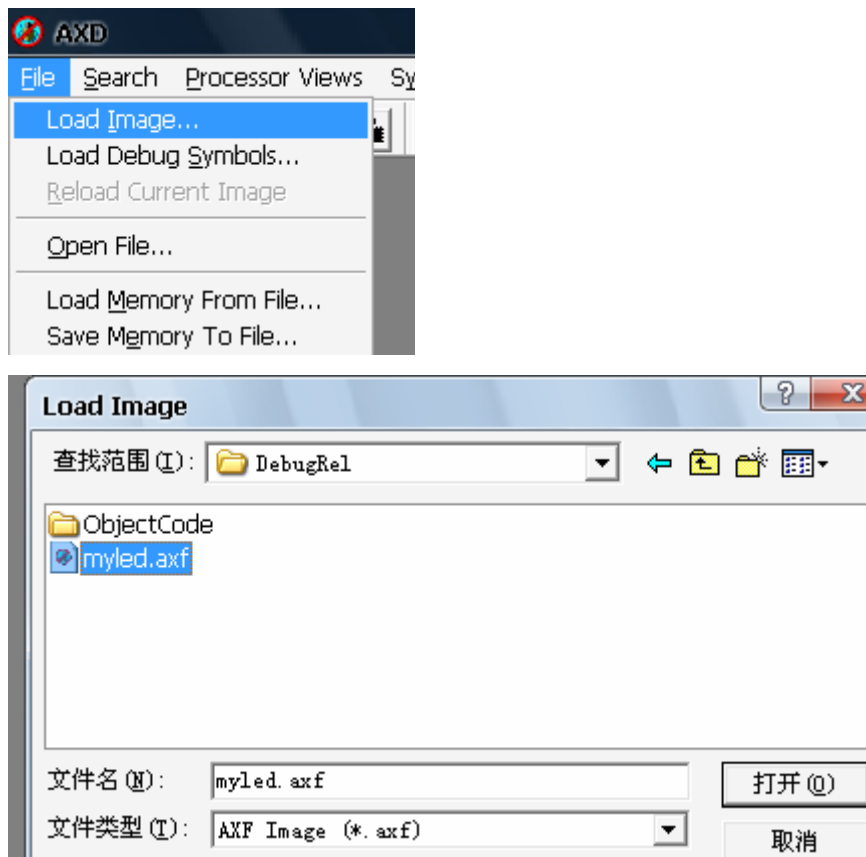 AXD
File Search Processor Views Sy
Load Image...
Load Debug Symbols...
Reload Current Image
Open File...
Load Memory From File...
Save Memory To File...
Load Image
查找范围(I): DebugRel
ObjectCode
myled.axf
文件名(N): myled.axf
打开(O)
文件类型(T): AXF Image (*.axf)
取消